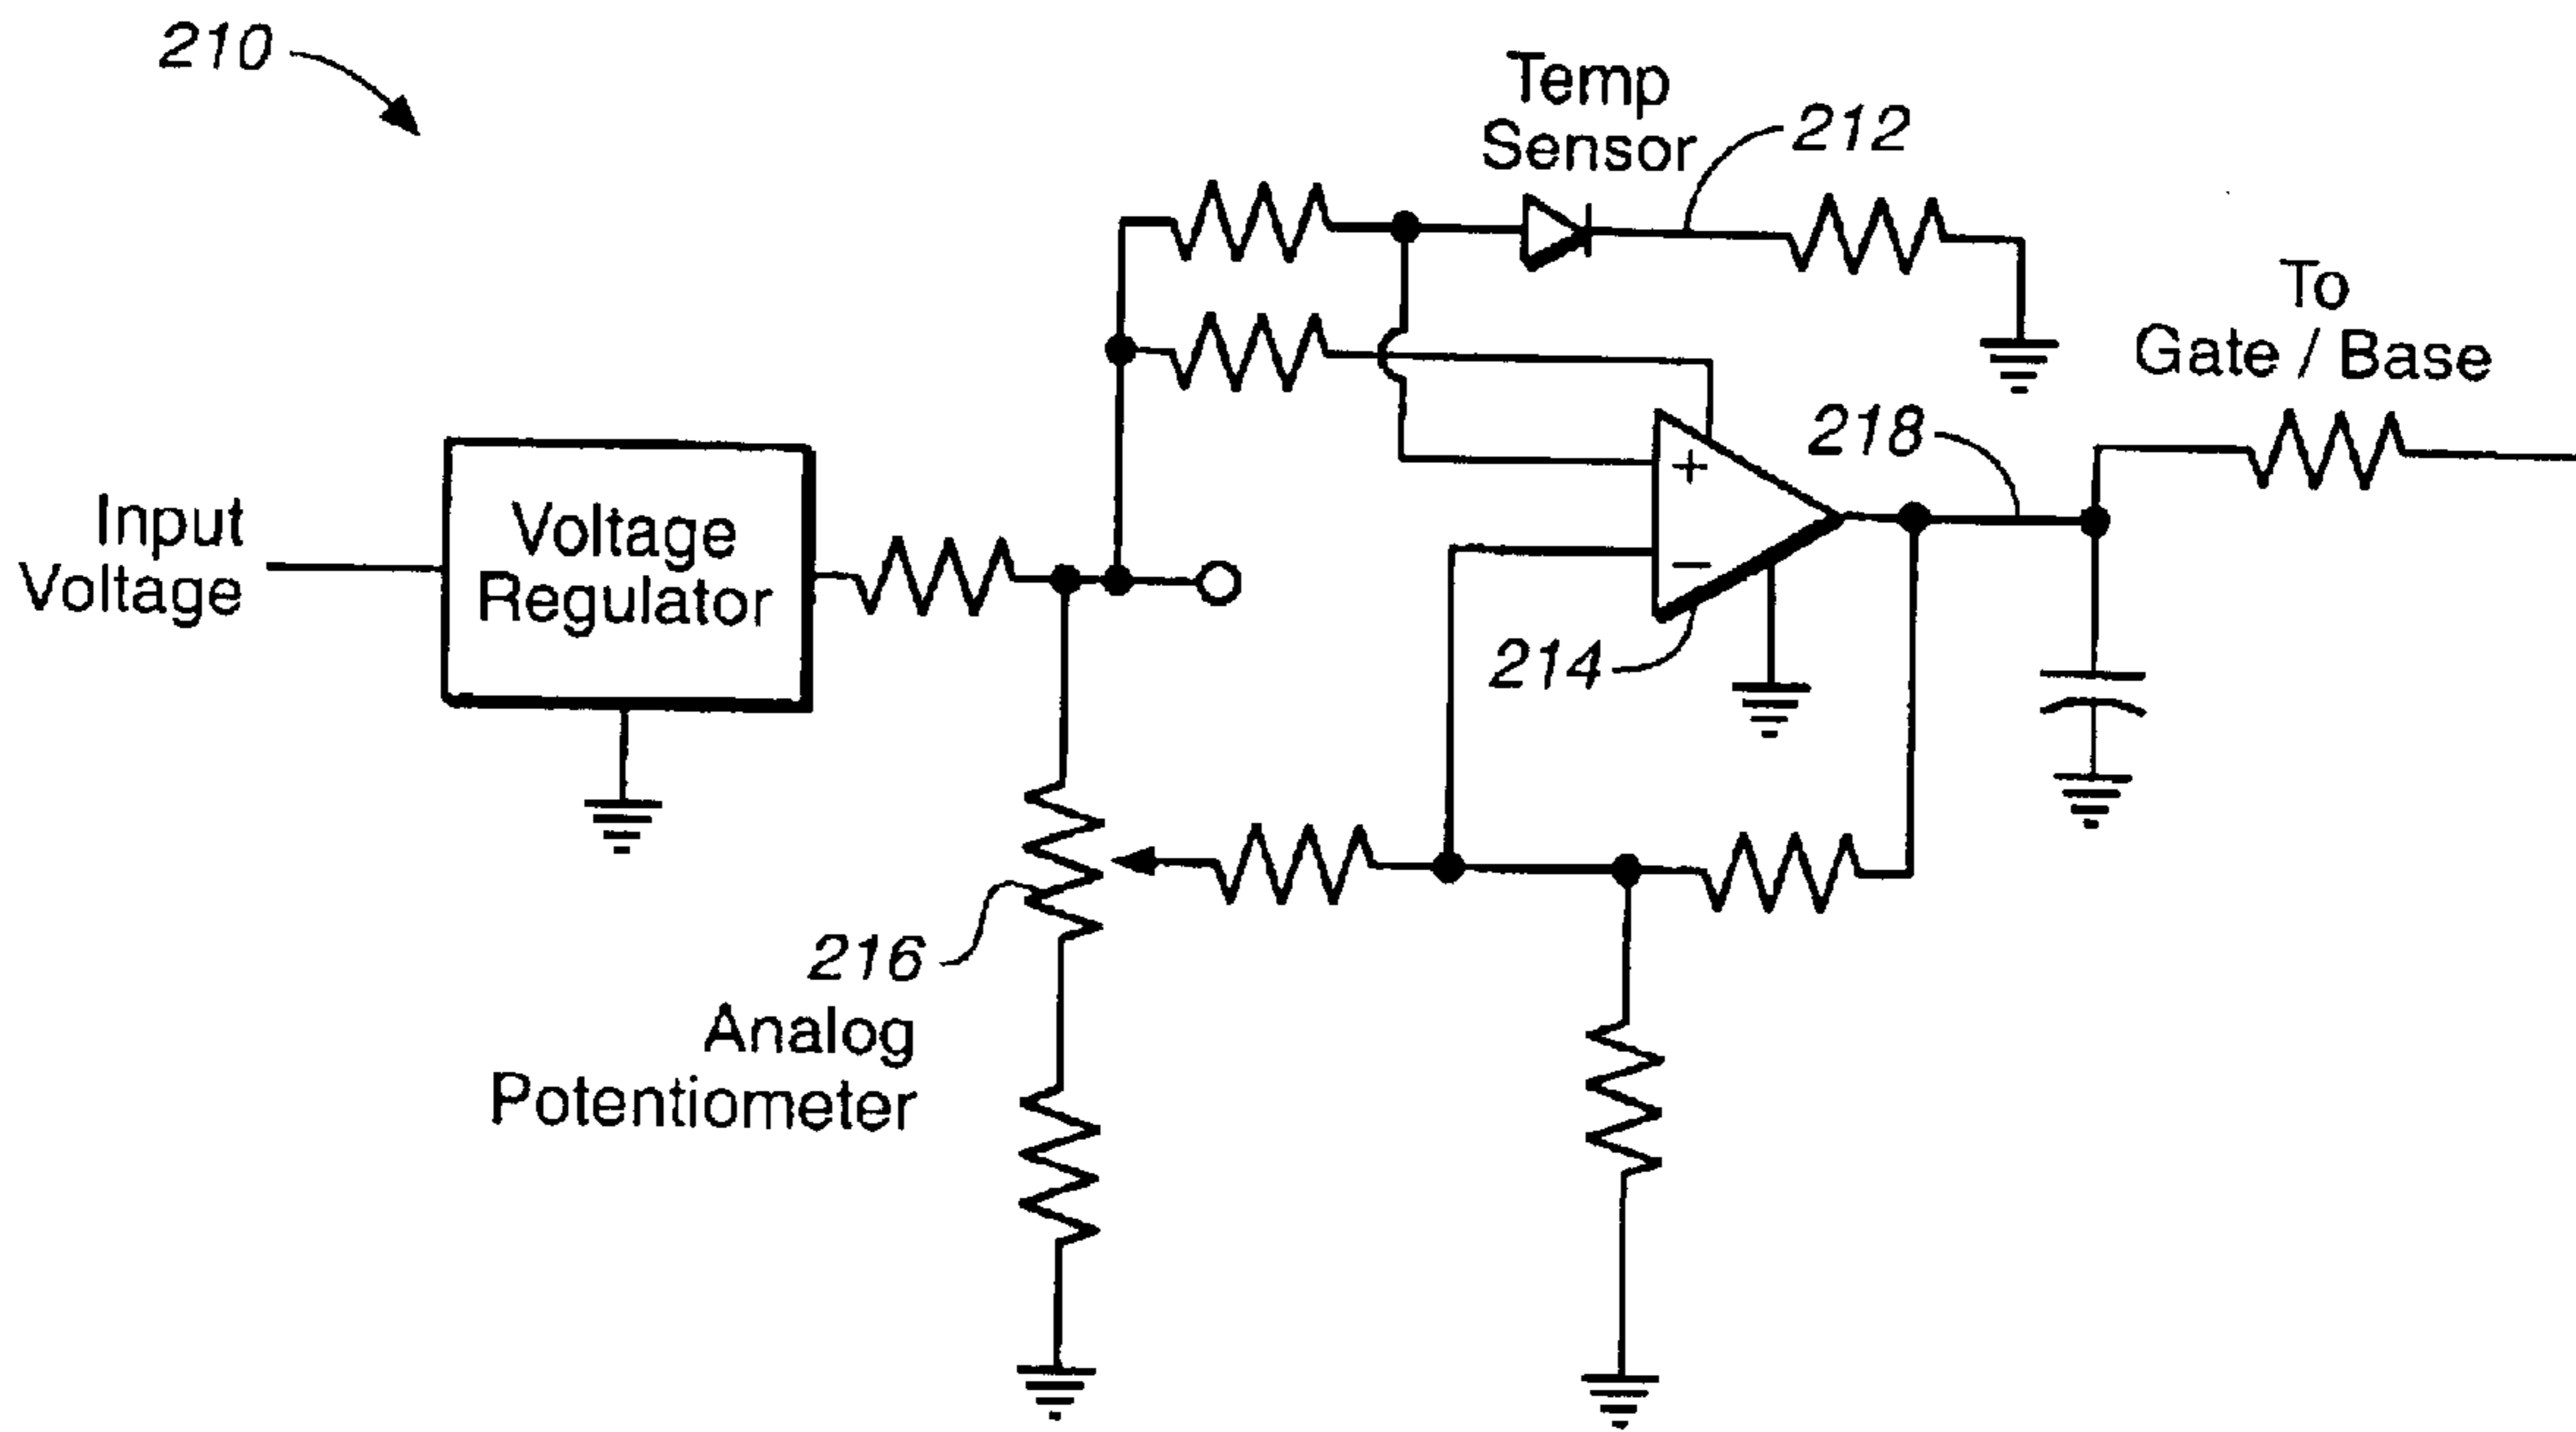 210
Temp
Sensor
212
To
Gate / Base
218
Input
Voltage
Voltage
Regulator
+
−
214
216
Analog
Potentiometer